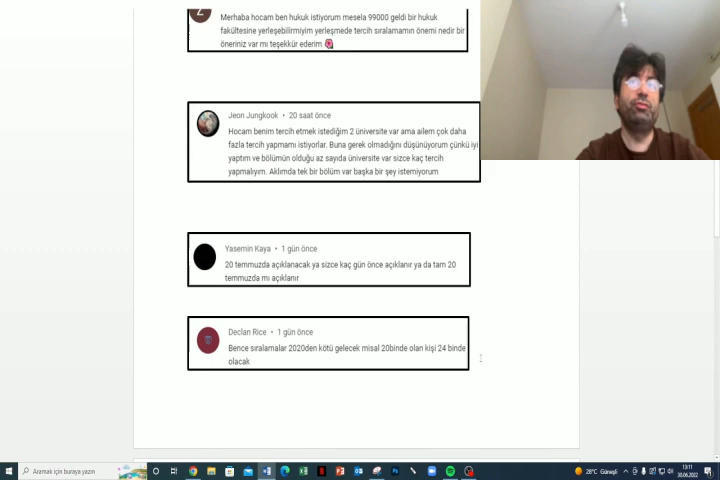 Merhaba hocam ben hukuk istiyorum mesela 99000 geldi bir hukuk
fakültesine yerleşebilirmiyim yerleşmede tercih sıralamamın önemi nedir bir
öneriniz var mı teşekkür ederim
Jeon Jungkook • 20 saat önce
Hocam benim tercih etmek istediğim 2 üniversite var ama ailem çok daha
fazla tercih yapmamı istiyorlar. Buna gerek olmadığını düşünüyorum çünkü iyi
yaptım ve bölümün olduğu az sayıda üniversite var sizce kaç tercih
yapmalıyım. Aklımda tek bir bölüm var başka bir şey istemiyorum
Yasemin Kaya • 1 gün önce
20 temmuzda açıklanacak ya sizce kaç gün önce açıklanır ya da tam 20
temmuzda mı açıklanır
Declan Rice • 1 gün önce
Bence sıralamalar 2020den kötü gelecek misal 20binde olan kişi 24 binde
olacak
Aramak için buraya yazın
28°C Güneşli
13:11
30.06.2022